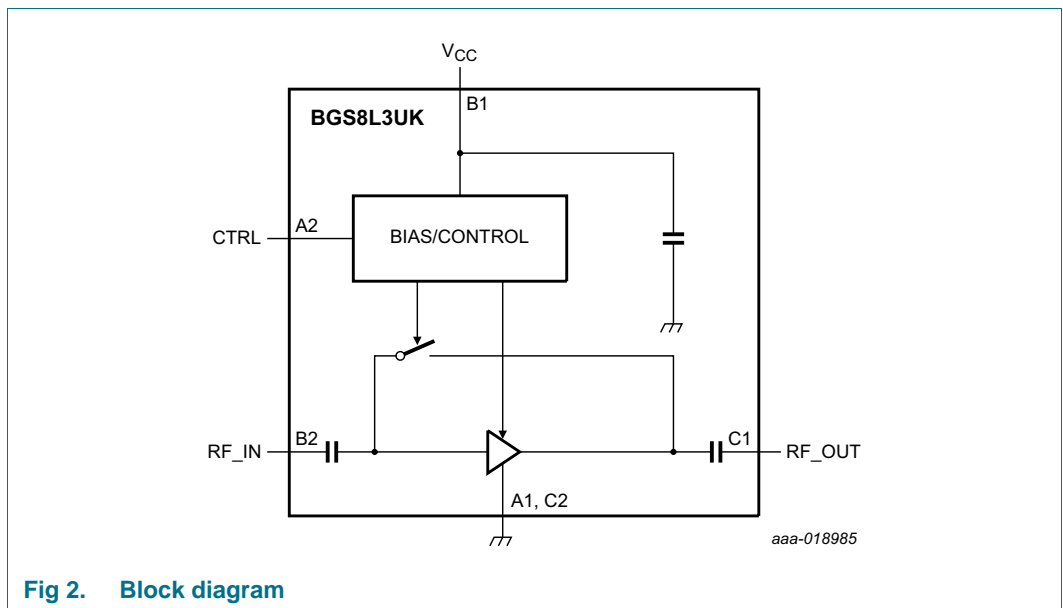 VCC
B1
BGS8L3UK
A2
CTRL
BIAS/CONTROL
B2
RF_IN
C1
RF_OUT
A1, C2
aaa-018985
Fig 2. Block diagram